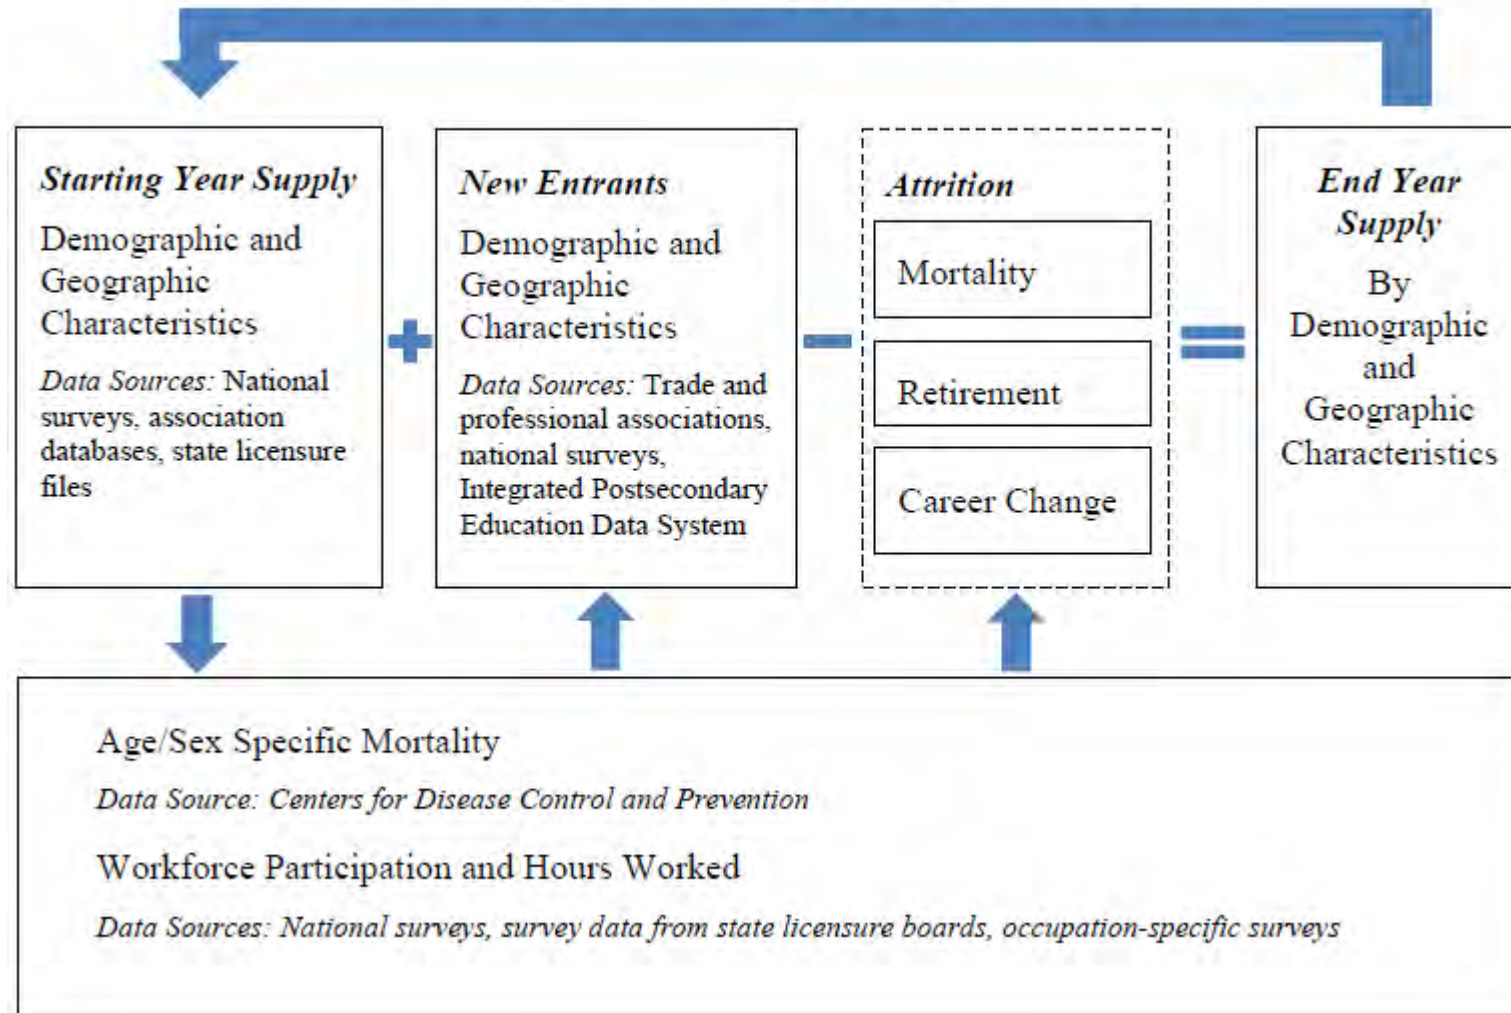 Starting Year Supply
Demographic and
Geographic
Characteristics
Data Sources: National
surveys, association
databases, state licensure
files
New Entrants
Demographic and
Geographic
Characteristics
Data Sources: Trade and
professional associations,
national surveys,
Integrated Postsecondary
Education Data System
Attrition
Mortality
Retirement
Career Change
End Year
Supply
By
Demographic
and
Geographic
Characteristics
Age/Sex Specific Mortality
Data Source: Centers for Disease Control and Prevention
Workforce Participation and Hours Worked
Data Sources: National surveys, survey data from state licensure boards, occupation-specific surveys